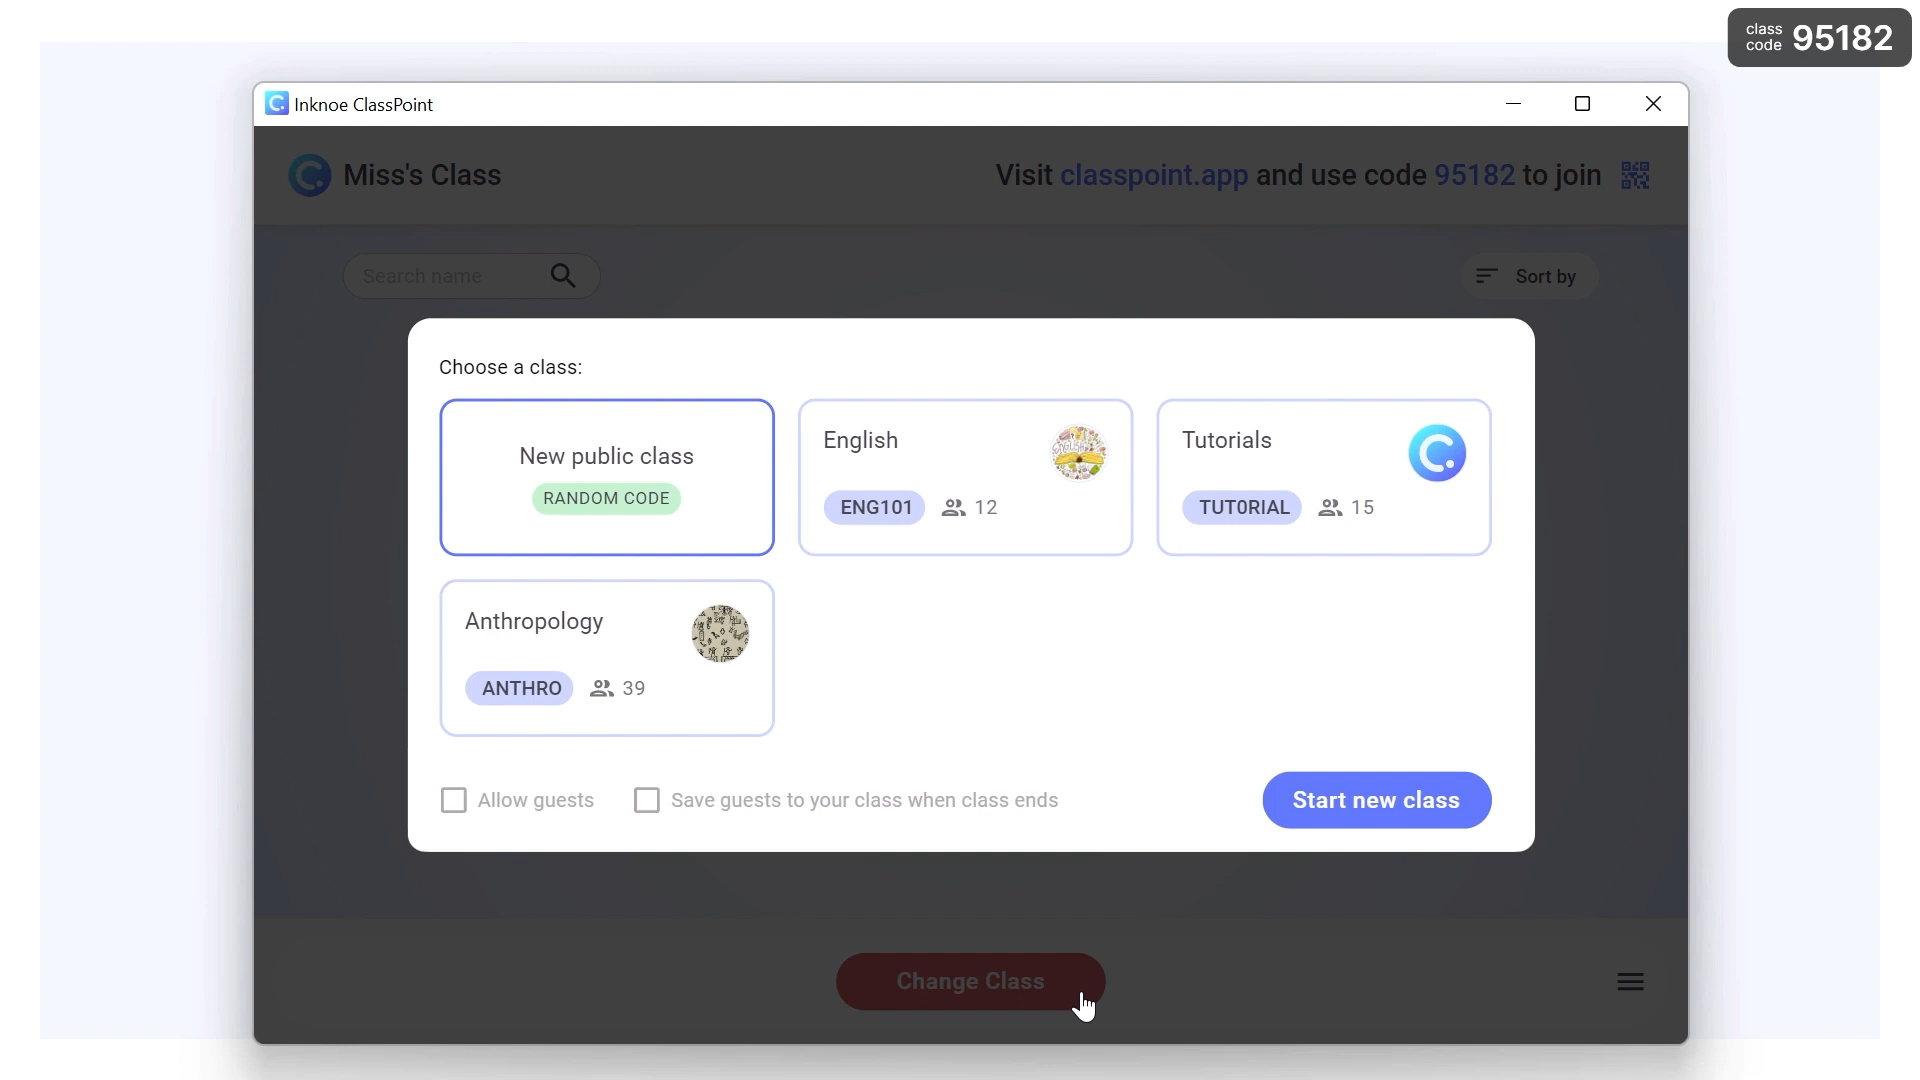 class
code 95182
Inknoe ClassPoint
Miss's Class
Visit classpoint.app and use code 95182 to join
Search name
Sort by
Choose a class:
New public class
RANDOM CODE
English
ENG101 12
Tutorials
TUT0RIAL 15
Anthropology
ANTHRO 39
Allow guests
Save guests to your class when class ends
Start new class
Change Class